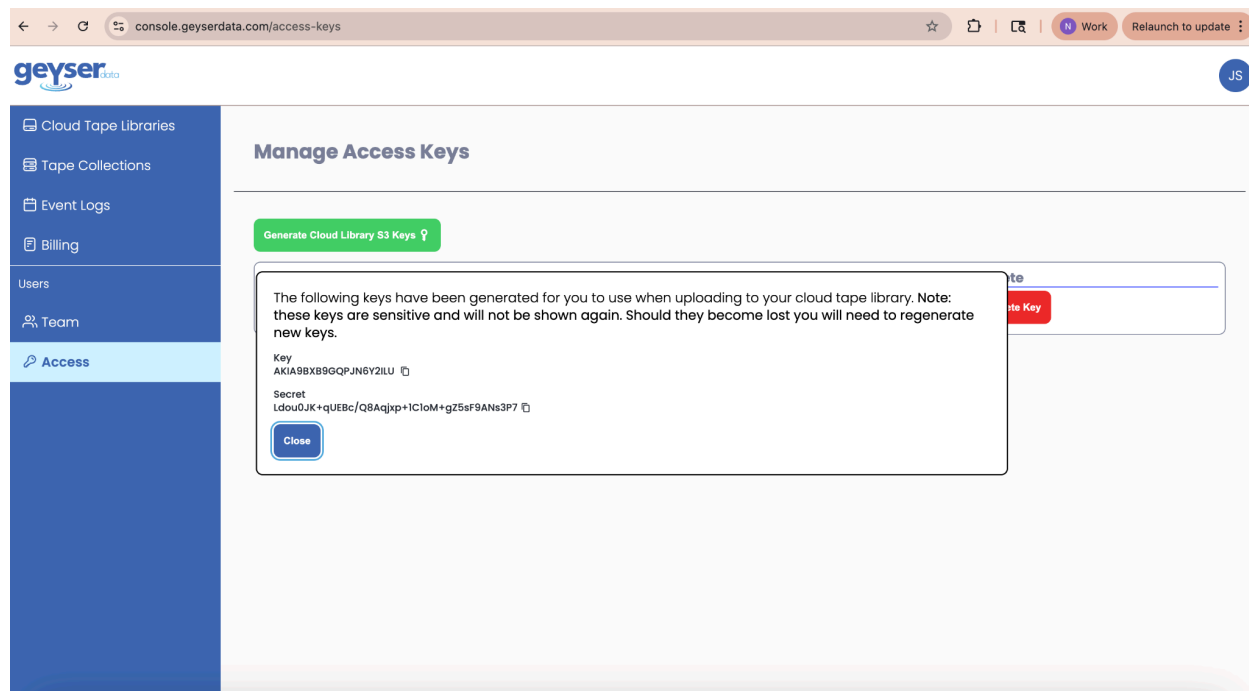 console.geyserdata.com/access-keys
N Work
Relaunch to update
geyser data
JS
Cloud Tape Libraries
Tape Collections
Event Logs
Billing
Users
Team
Access
Manage Access Keys
Generate Cloud Library S3 Keys
The following keys have been generated for you to use when uploading to your cloud tape library. Note:
these keys are sensitive and will not be shown again. Should they become lost you will need to regenerate
new keys.
Key
AKIA9BXB9GQPJN6Y2ILU
Secret
Close
Key